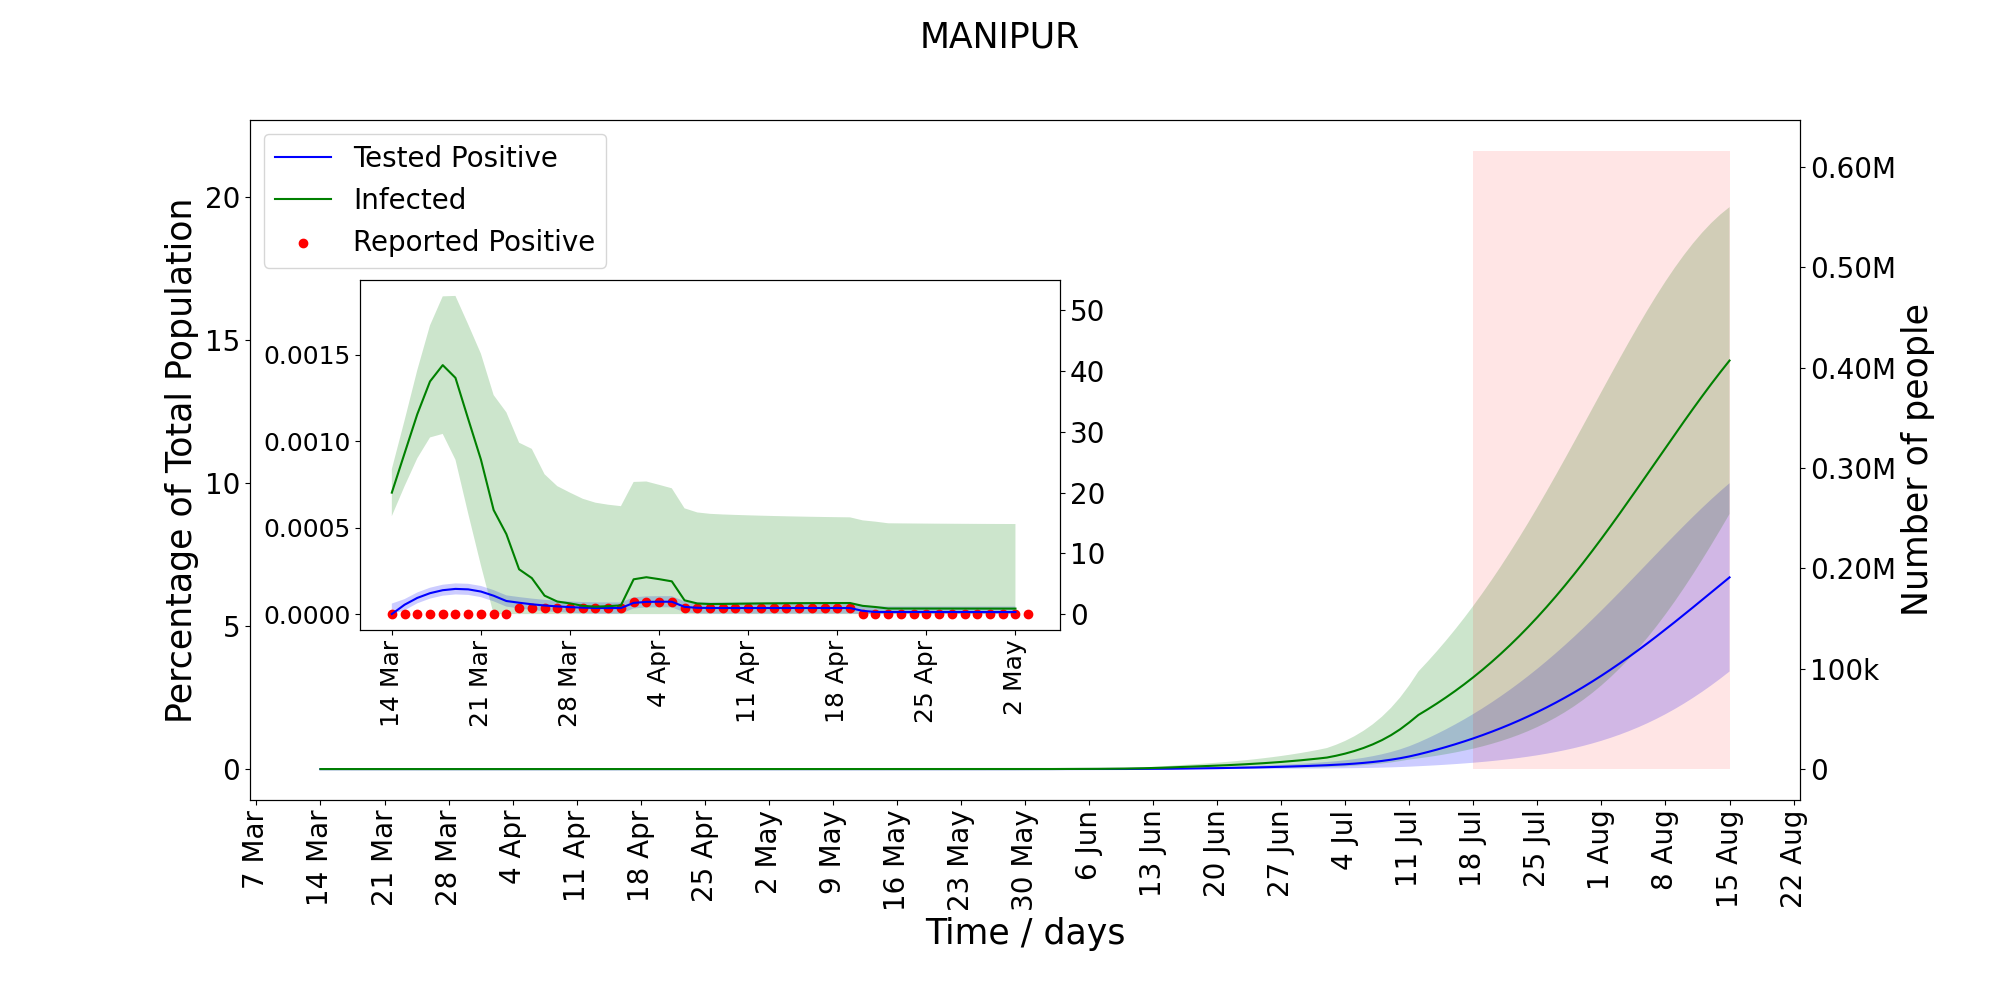 MANIPUR
Tested Positive
Infected
Reported Positive
Percentage of Total Population
20
15
10
5
0
0.0015
0.0010
0.0005
0.0000
50
40
30
20
10
0
14 Mar
21 Mar
28 Mar
4 Apr
11 Apr
18 Apr
25 Apr
2 May
0.60M
0.50M
0.40M
0.30M
0.20M
100k
0
Number of people
7 Mar
14 Mar
21 Mar
28 Mar
4 Apr
11 Apr
18 Apr
25 Apr
2 May
9 May
16 May
23 May
30 May
6 Jun
13 Jun
20 Jun
27 Jun
4 Jul
11 Jul
18 Jul
25 Jul
1 Aug
8 Aug
15 Aug
22 Aug
Time / days